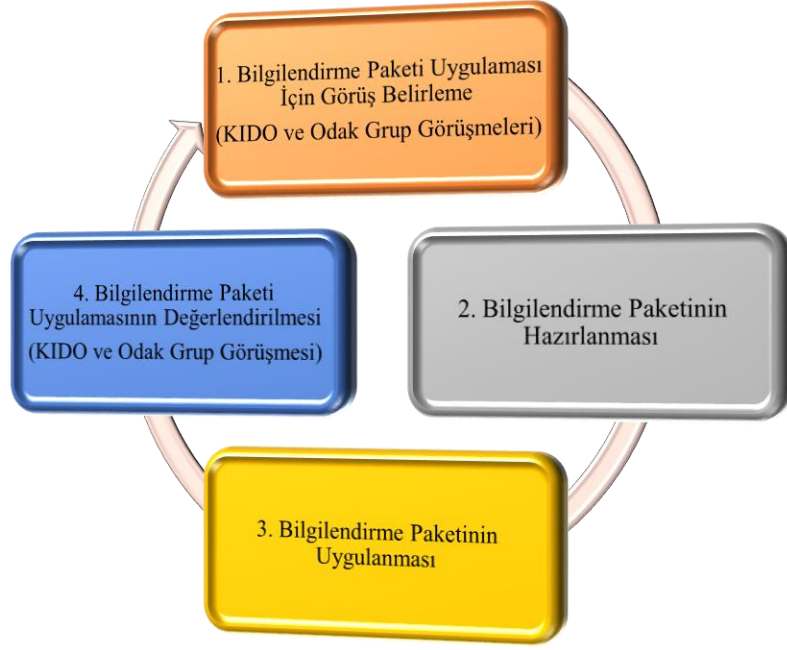 1. Bilgilendirme Paketi Uygulaması
İçin Görüş Belirleme
(KIDO ve Odak Grup Görüşmeleri)
2. Bilgilendirme Paketinin
Hazırlanması
3. Bilgilendirme Paketinin
Uygulanması
4. Bilgilendirme Paketi
Uygulamasının Değerlendirilmesi
(KIDO ve Odak Grup Görüşmesi)